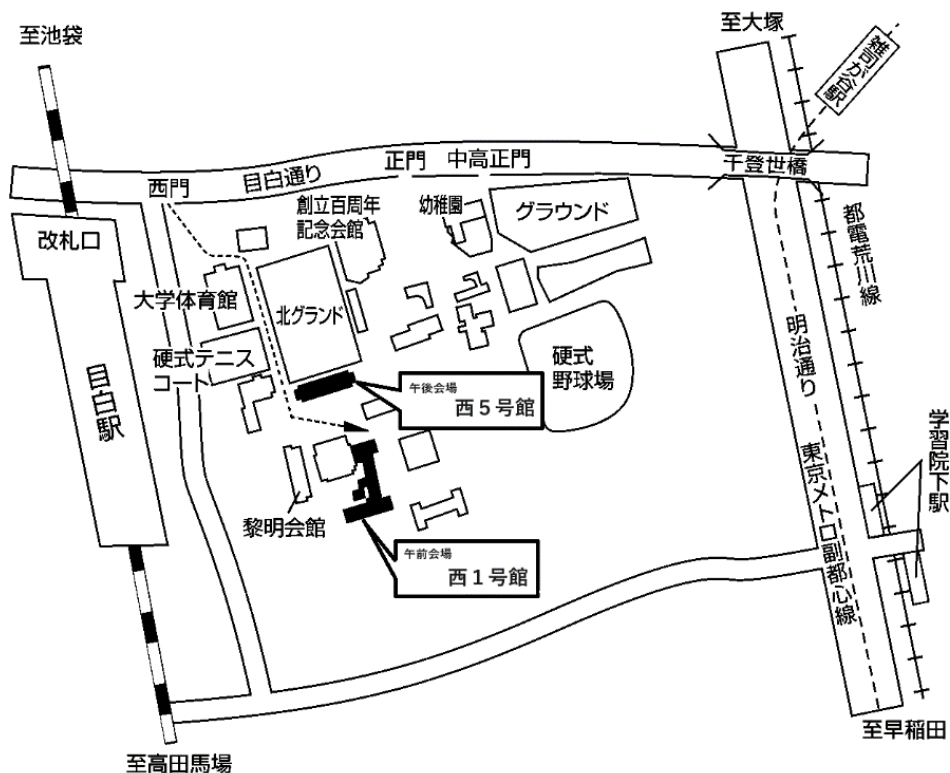 至池袋
至大塚
雑司が谷駅
西門
目白通り
正門
中高正門
千登世橋
改札口
創立百周年
記念会館
幼稚園
グラウンド
都電荒川線
大学体育館
北グランド
明治通り
硬式テニス
コート
硬式
野球場
目白駅
午後会場
西5号館
学習院下駅
東京メトロ副都心線
黎明会館
午前会場
西1号館
至早稲田
至高田馬場